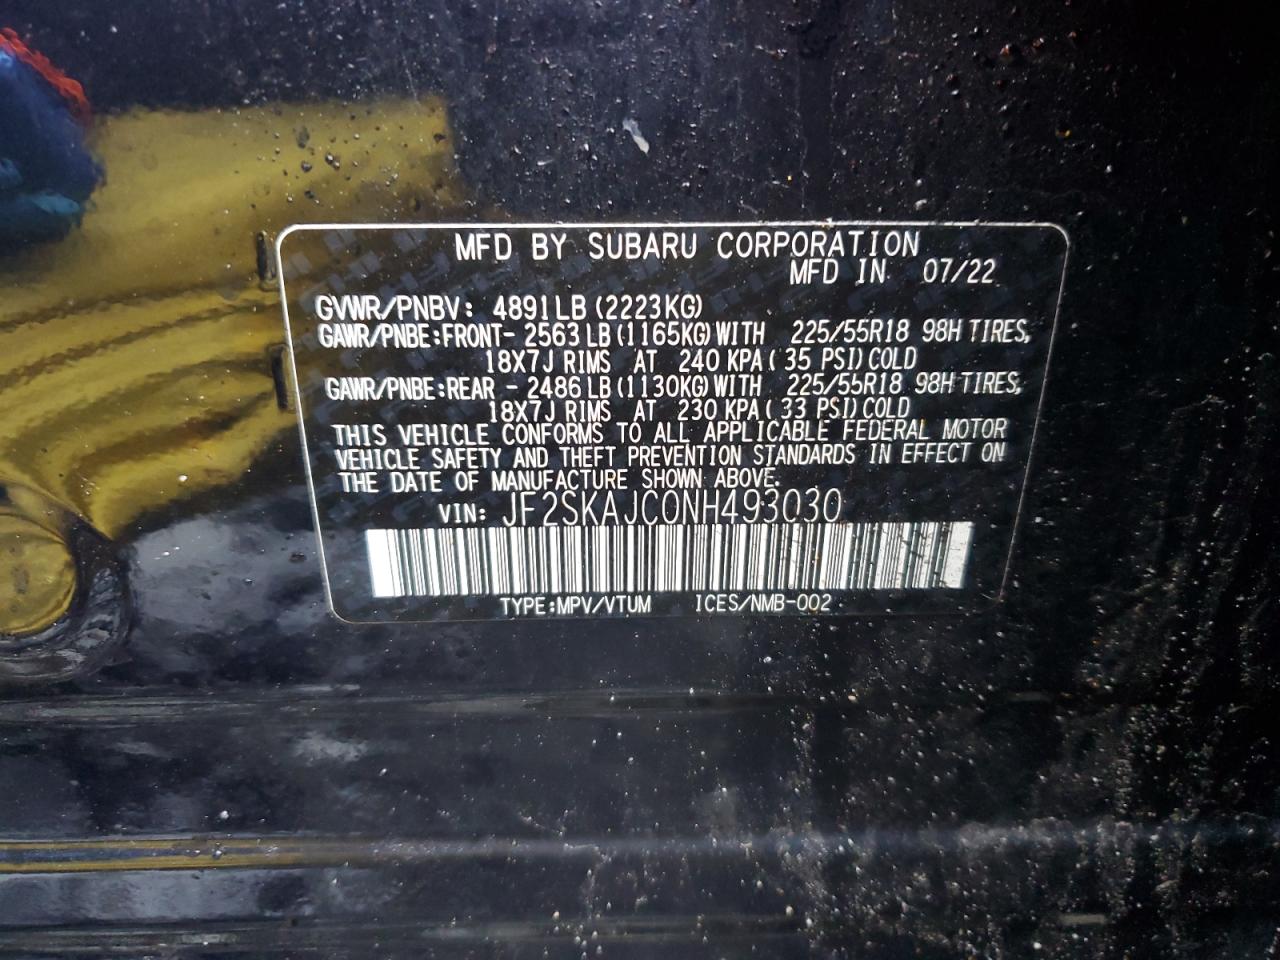 MFD BY SUBARU CORPORATION
MFD IN 07/22
GVWR/PNBV: 4891LB (2223KG)
GAWR/PNBE:FRONT- 2563 LB (1165KG) WITH 225/55R18 98H TIRES,
18X7J RIMS AT 240 KPA ( 35 PSI) COLD
GAWR/PNBE:REAR - 2486 LB (1130KG) WITH 225/55R18 98H TIRES,
18X7J RIMS AT 230 KPA ( 33 PSI) COLD
THIS VEHICLE CONFORMS TO ALL APPLICABLE FEDERAL MOTOR
VEHICLE SAFETY AND THEFT PREVENTION STANDARDS IN EFFECT ON
THE DATE OF MANUFACTURE SHOWN ABOVE.
VIN: JF2SKAJC0NH493030
TYPE:MPV/VTUM ICES/NMB-002